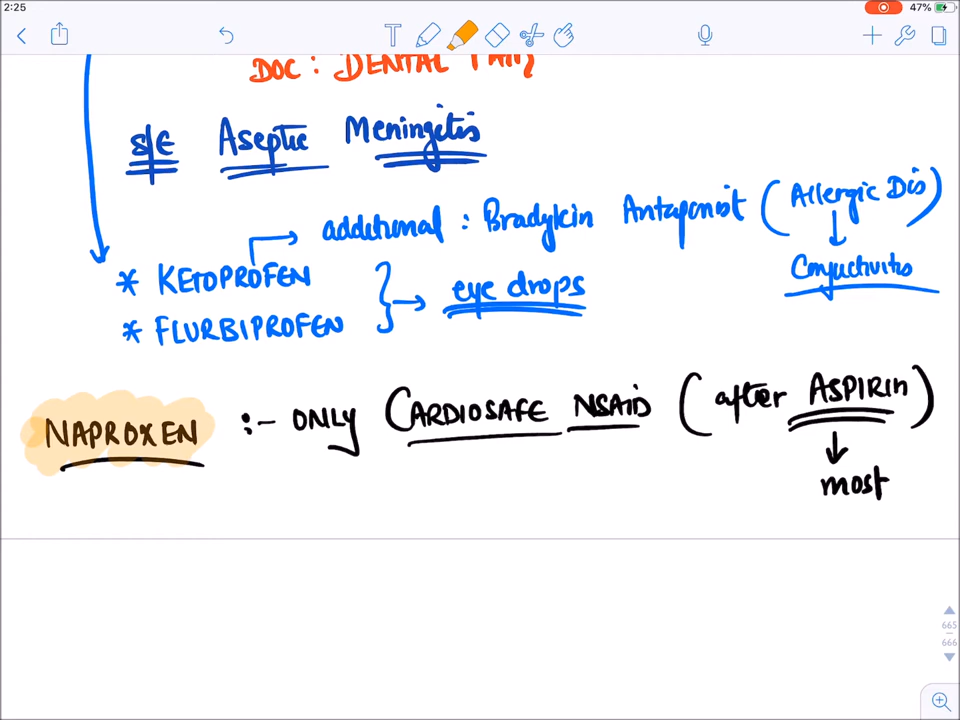 2:25
47%
T
DOC : DENTAL PAIN
S/E Aseptic Meningitis
additional : Bradykin Antagonist (Allergic Dis)
Conjuctivitis
* KETOPROFEN
* FLURBIPROFEN
eye drops
NAPROXEN :- ONLY CARDIOSAFE NSAID (after ASPIRIN)
most
665
666